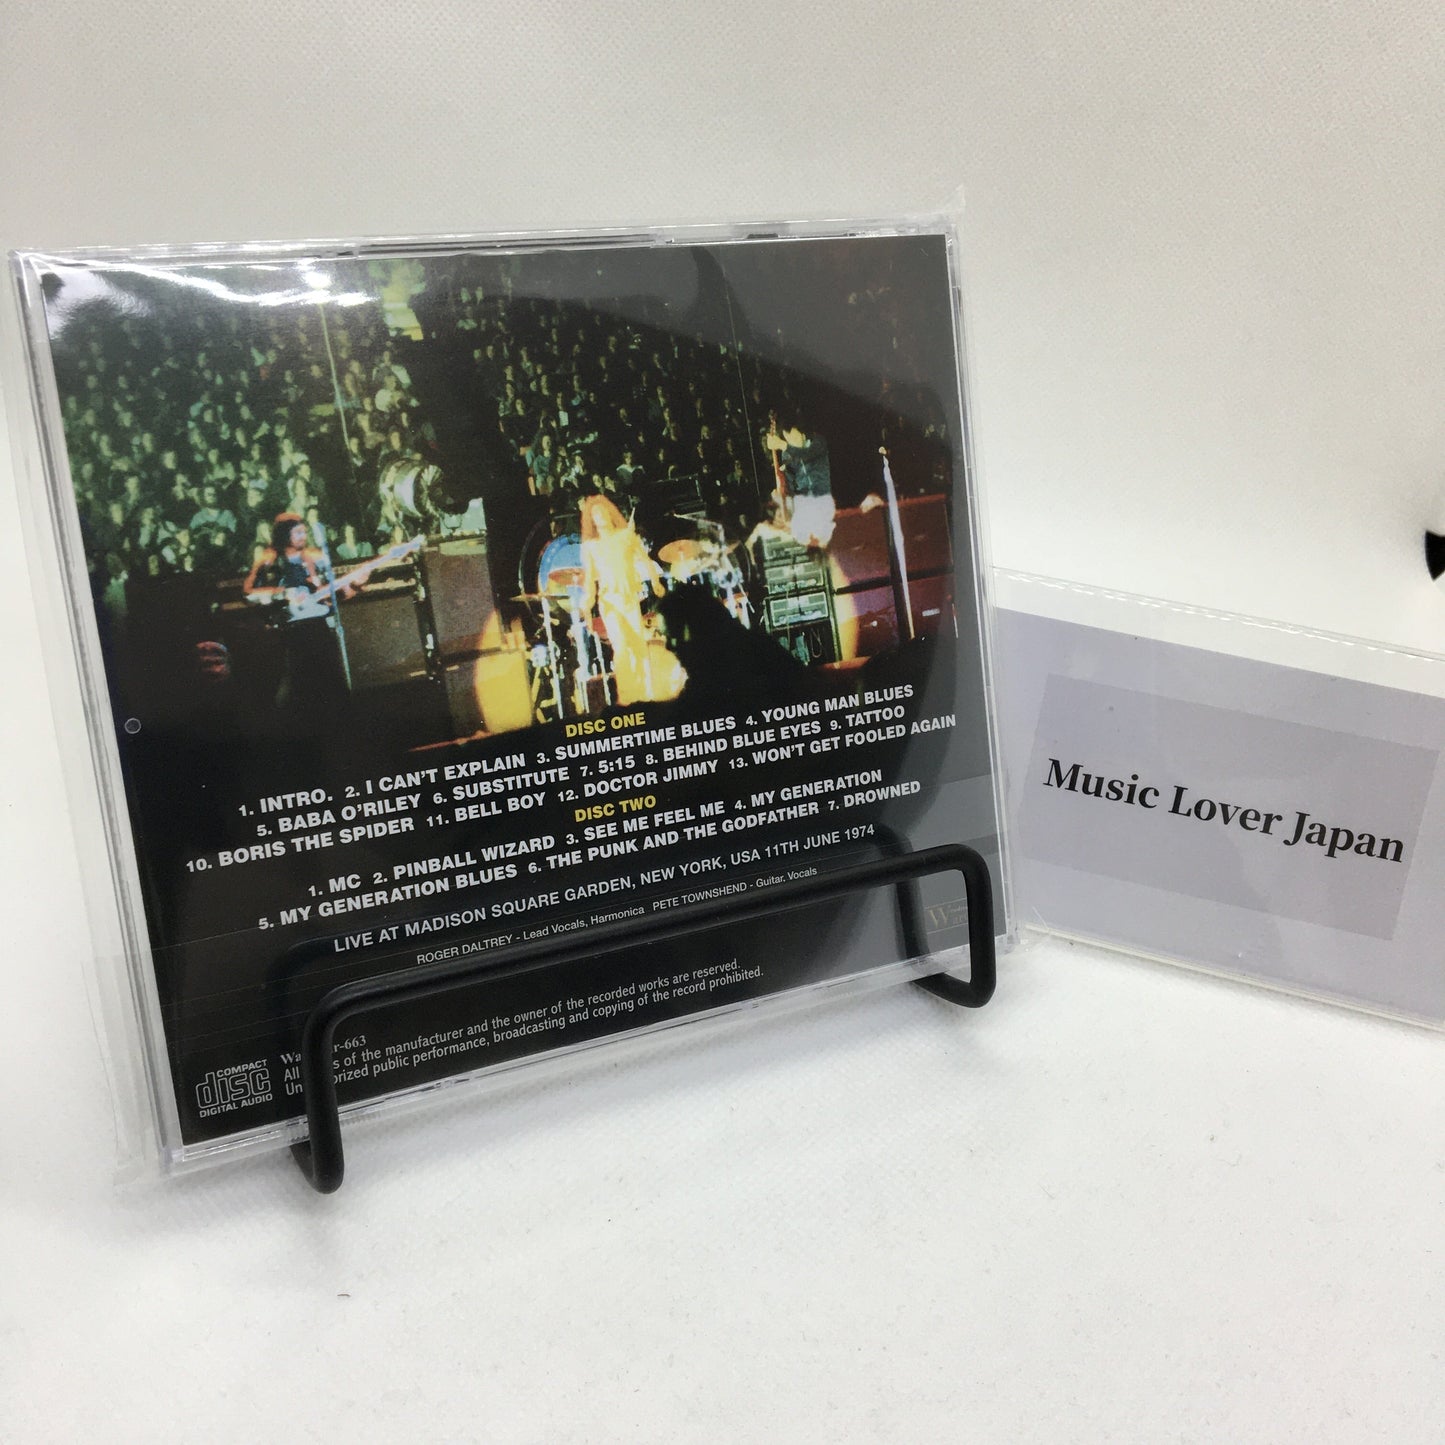 DISC ONE
1. INTRO. 2. I CAN'T EXPLAIN 3. SUMMERTIME BLUES 4. YOUNG MAN BLUES
5. BABA O'RILEY 6. SUBSTITUTE 7. 5:15 8. BEHIND BLUE EYES 9. TATTOO
10. BORIS THE SPIDER 11. BELL BOY 12. DOCTOR JIMMY 13. WON'T GET FOOLED AGAIN
DISC TWO
1. MC 2. PINBALL WIZARD 3. SEE ME FEEL ME 4. MY GENERATION
5. MY GENERATION BLUES 6. THE PUNK AND THE GODFATHER 7. DROWNED
LIVE AT MADISON SQUARE GARDEN, NEW YORK, USA 11TH JUNE 1974
ROGER DALTREY - Lead Vocals, Harmonica PETE TOWNSHEND - Guitar, Vocals
COMPACT
disc
DIGITAL AUDIO
r-663
All s of the manufacturer and the owner of the recorded works are reserved.
Un rized public performance, broadcasting and copying of the record prohibited.
W
Music Lover Japan